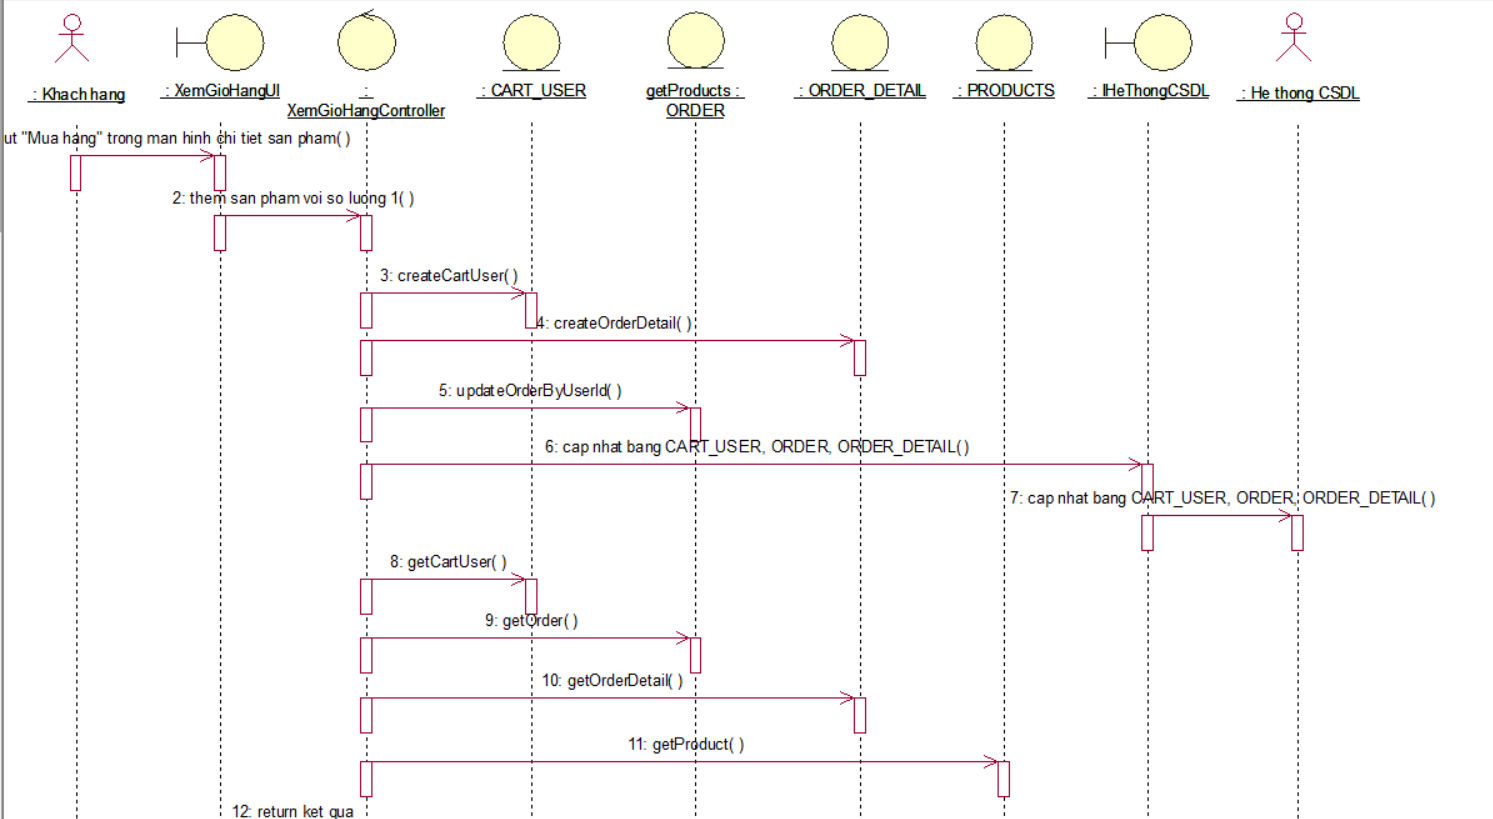 : Khach hang
: XemGioHangUI
:
XemGioHangController
: CART_USER
getProducts :
ORDER
: ORDER_DETAIL
: PRODUCTS
: IHeThongCSDL
: He thong CSDL
ut "Mua hang" trong man hinh chi tiet san pham( )
2: them san pham voi so luong 1( )
3: createCartUser( )
4: createOrderDetail( )
5: updateOrderByUserId( )
6: cap nhat bang CART_USER, ORDER, ORDER_DETAIL( )
7: cap nhat bang CART_USER, ORDER, ORDER_DETAIL( )
8: getCartUser( )
9: getOrder( )
10: getOrderDetail( )
11: getProduct( )
12: return ket qua